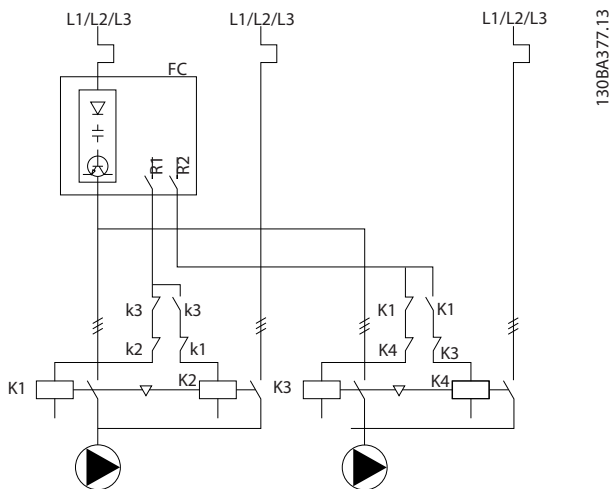 L1/L2/L3
L1/L2/L3
L1/L2/L3
130BA377.13
FC
R1
R2
k3
k3
K1
K1
k2
k1
K4
K3
K1
K2
K3
K4